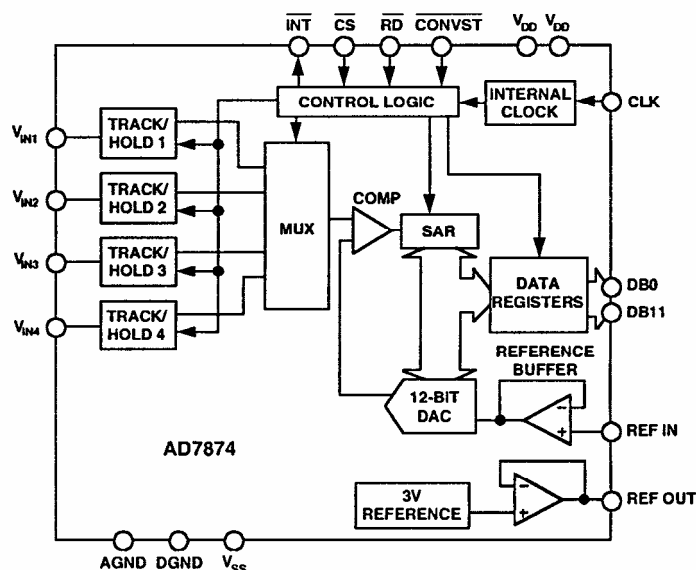 INT CS RD CONVST VDD VDD
CONTROL LOGIC
INTERNAL
CLOCK
CLK
VIN1
TRACK/
HOLD 1
VIN2
TRACK/
HOLD 2
VIN3
TRACK/
HOLD 3
VIN4
TRACK/
HOLD 4
MUX
COMP
SAR
DATA
REGISTERS
DB0
DB11
12-BIT
DAC
REFERENCE
BUFFER
−
+
REF IN
AD7874
3V
REFERENCE
−
+
REF OUT
AGND DGND VSS